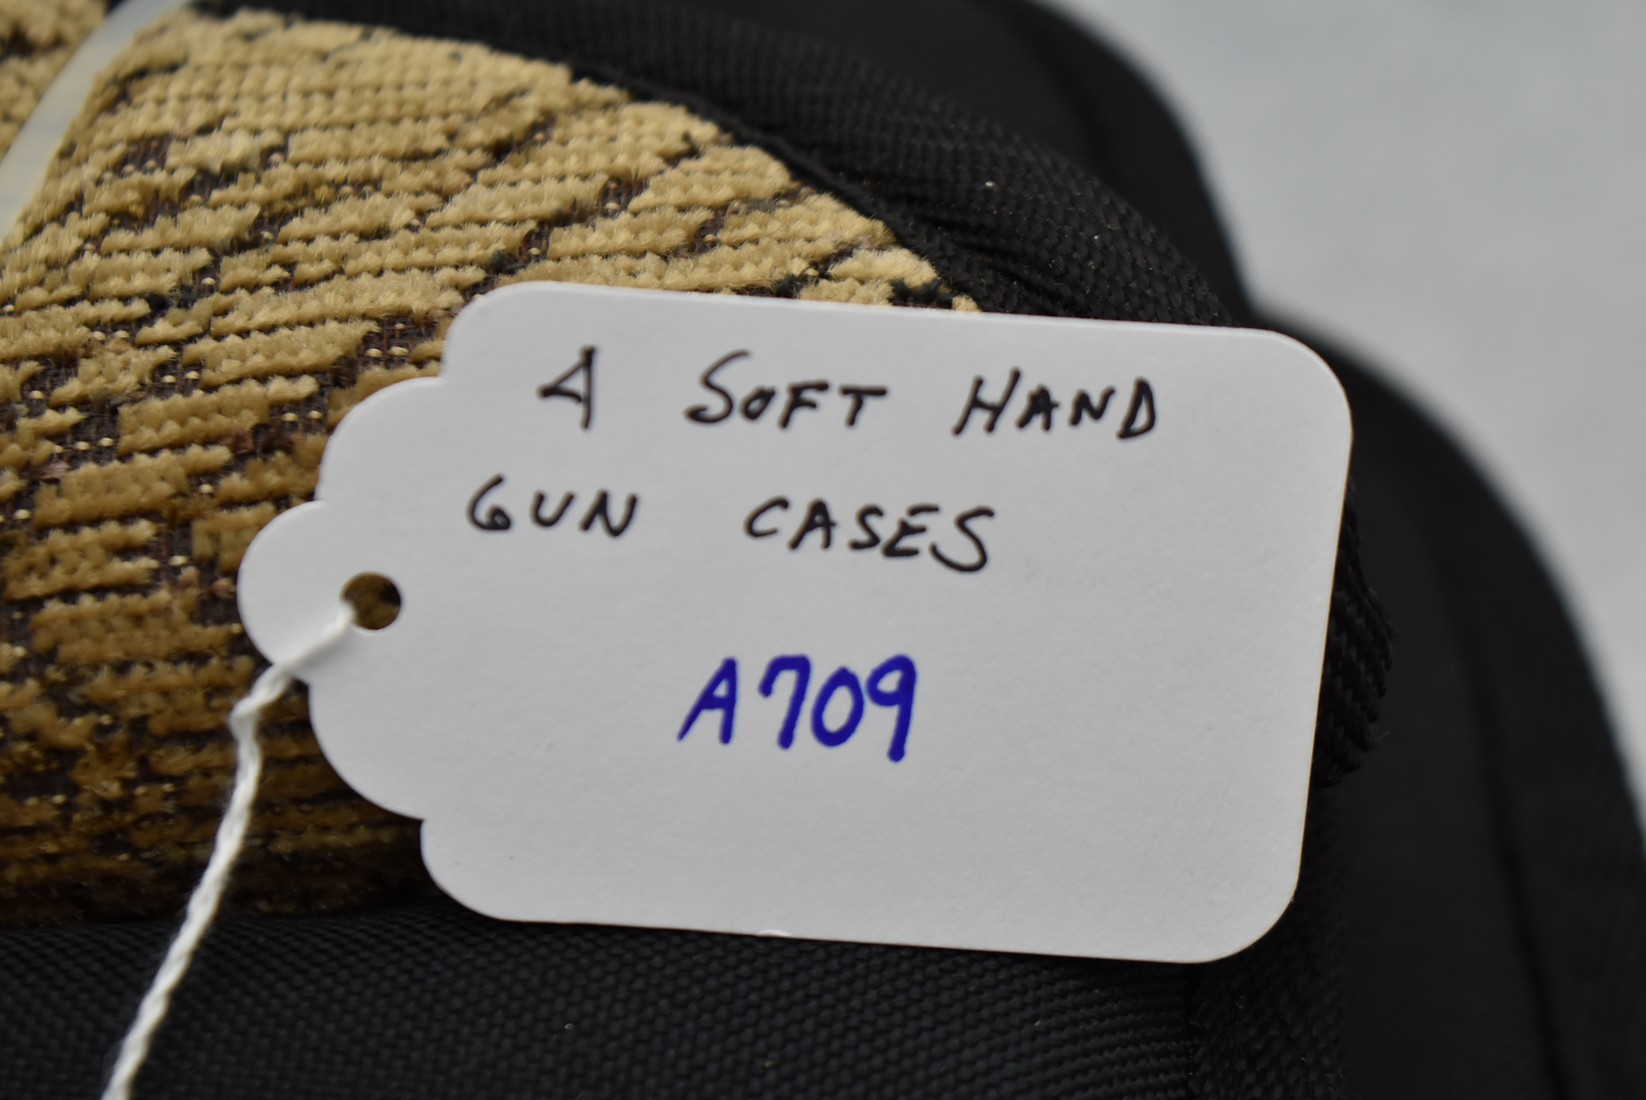 4 SOFT HAND
GUN CASES
A709